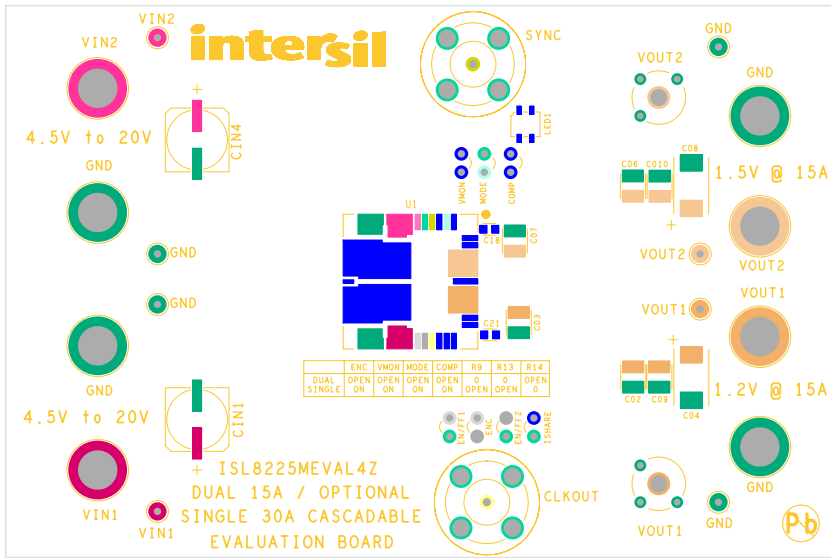 VIN2
VIN2
intersil
SYNC
GND
VOUT2
GND
+
4.5V to 20V
CIN4
LED1
GND
VMON
MODE
COMP
C06
C010
C08
1.5V @ 15A
+
U1
C18
C07
GND
VOUT2
VOUT2
GND
VOUT1
VOUT1
C21
C03
GND
+
ENC VMON MODE COMP R9 R13 R14
DUAL OPEN OPEN OPEN OPEN 0 0 OPEN
SINGLE ON ON ON ON OPEN OPEN 0
C02
C09
C04
1.2V @ 15A
4.5V to 20V
CIN1
+
EN/FF1
ENC
EN/FF2
ISHARE
ISL8225MEVAL4Z
DUAL 15A / OPTIONAL
SINGLE 30A CASCADABLE
EVALUATION BOARD
CLKOUT
GND
VIN1
VIN1
VOUT1
GND
Pb